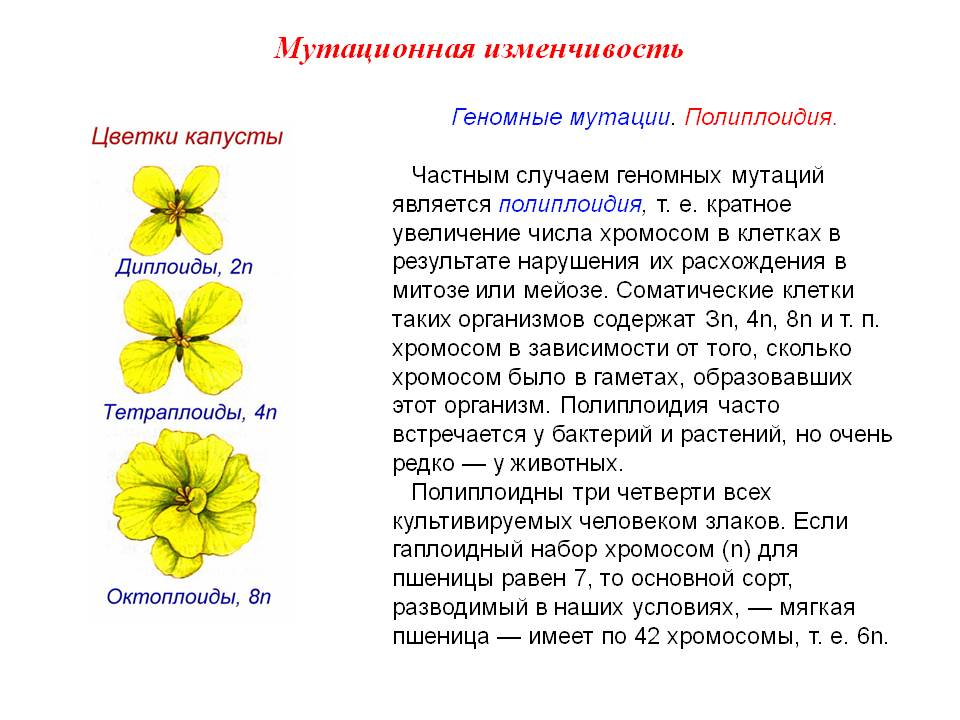 Мутационная изменчивость
Цветки капусты
Диплоиды, 2n
Тетраплоиды, 4n
Октоплоиды, 8n
Геномные мутации. Полиплоидия.
Частным случаем геномных мутаций
является полиплоидия, т. е. кратное
увеличение числа хромосом в клетках в
результате нарушения их расхождения в
митозе или мейозе. Соматические клетки
таких организмов содержат 3n, 4n, 8n и т. п.
хромосом в зависимости от того, сколько
хромосом было в гаметах, образовавших
этот организм. Полиплоидия часто
встречается у бактерий и растений, но очень
редко — у животных.
Полиплоидны три четверти всех
культивируемых человеком злаков. Если
гаплоидный набор хромосом (n) для
пшеницы равен 7, то основной сорт,
разводимый в наших условиях, — мягкая
пшеница — имеет по 42 хромосомы, т. е. 6n.